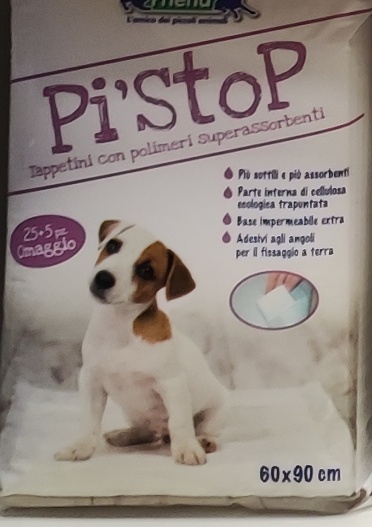 L'amico dei piccoli animali
Pi'StoP
Tappetini con polimeri superassorbenti
Più sottili e più assorbenti
Parte interna di cellulosa
ecologica trapuntata
Base impermeabile extra
Adesivi agli angoli
per il fissaggio a terra
25+5 pz
Omaggio
60x90 cm